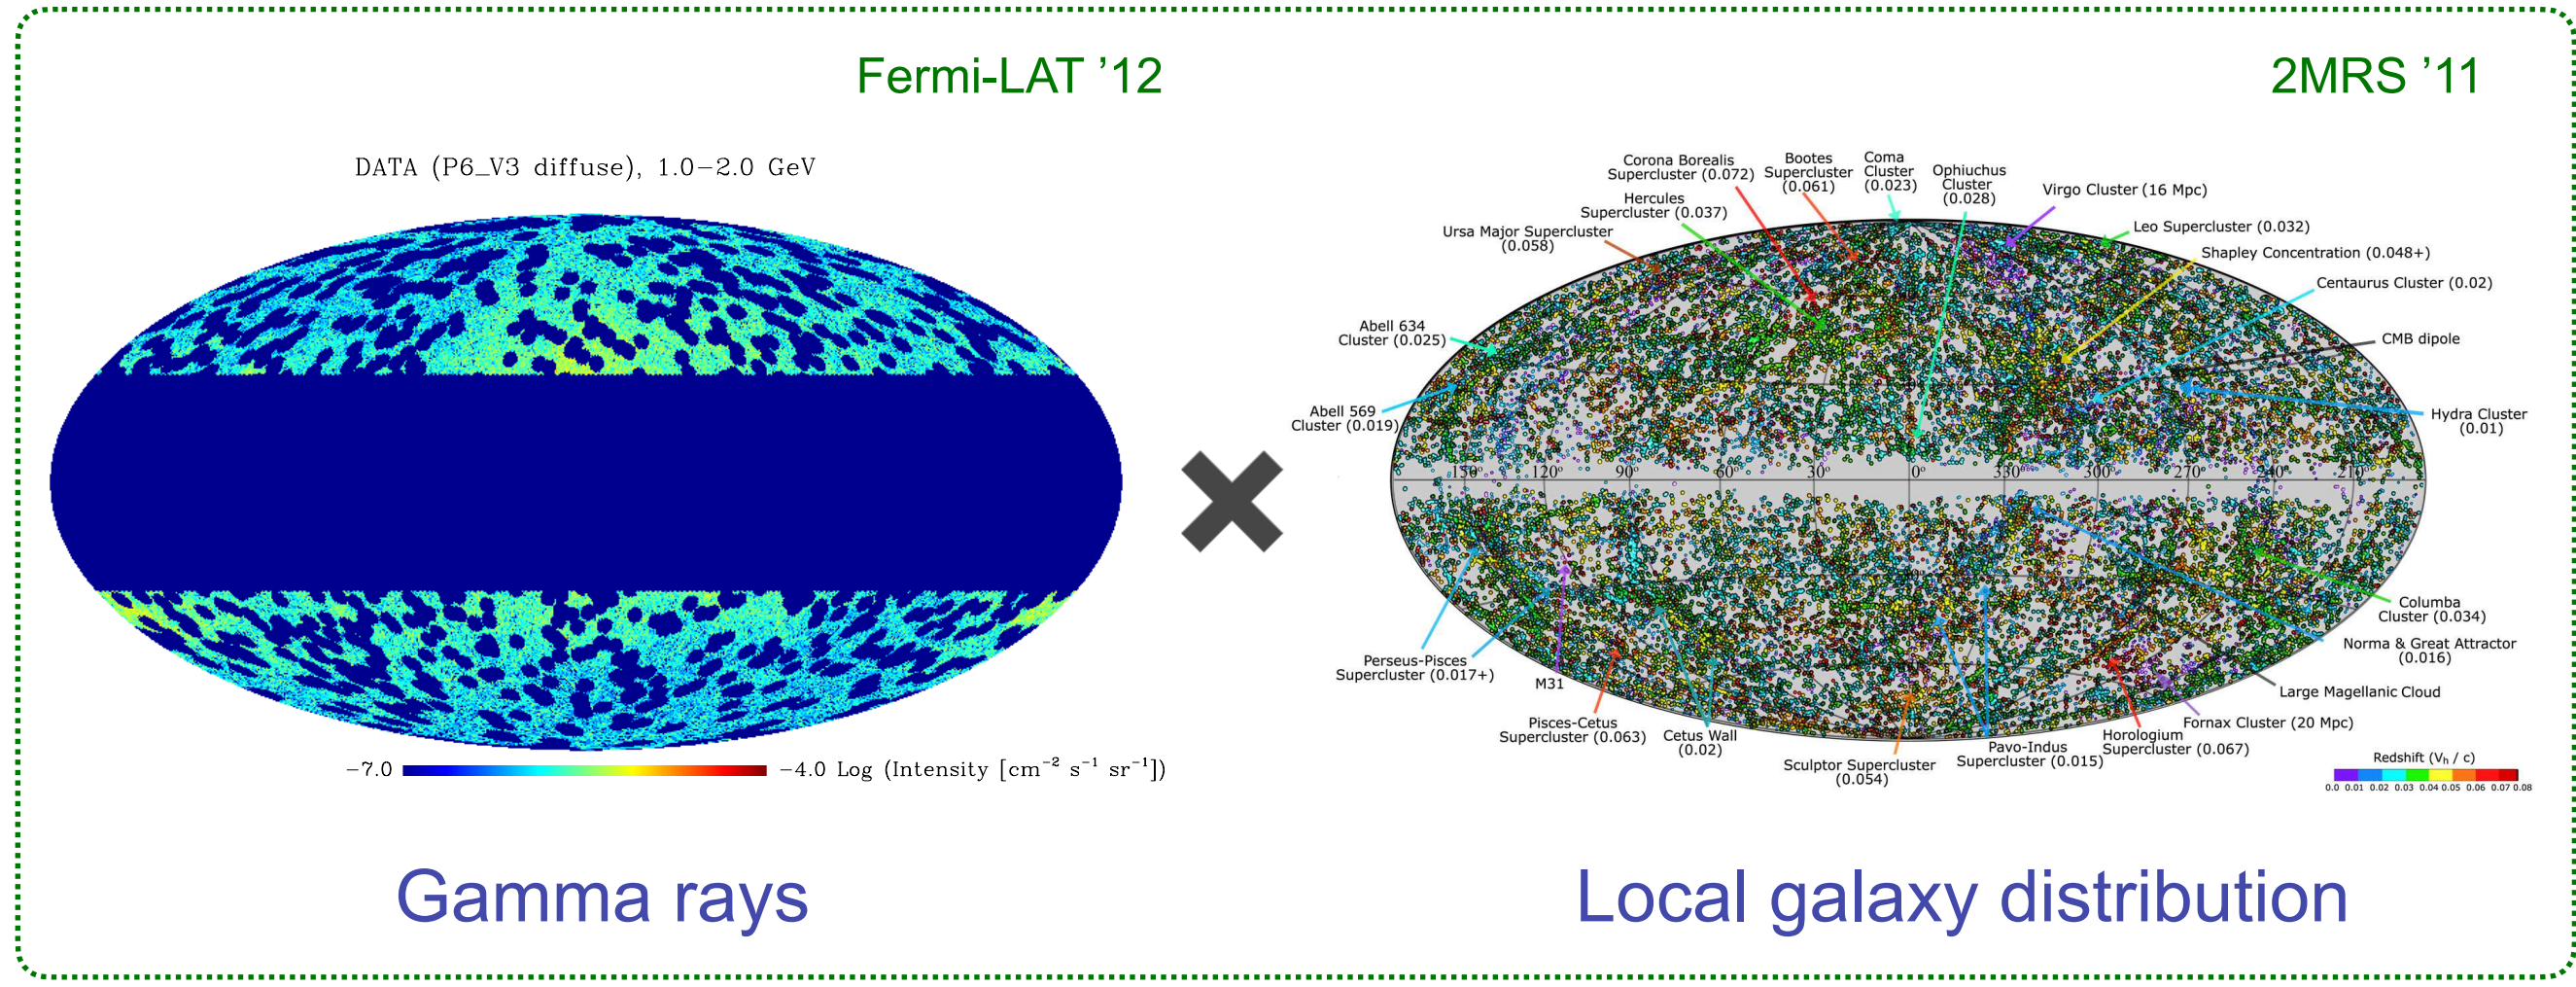 Fermi-LAT ’12
2MRS ’11
DATA (P6_V3 diffuse), 1.0−2.0 GeV
−7.0
−4.0 Log (Intensity [cm⁻² s⁻¹ sr⁻¹])
Gamma rays
Corona Borealis
Supercluster (0.072)
Bootes
Supercluster
(0.061)
Coma
Cluster
(0.023)
Ophiuchus
Cluster
(0.028)
Virgo Cluster (16 Mpc)
Hercules
Supercluster (0.037)
Leo Supercluster (0.032)
Ursa Major Supercluster
(0.058)
Shapley Concentration (0.048+)
Centaurus Cluster (0.02)
Abell 634
Cluster (0.025)
CMB dipole
Abell 569
Cluster (0.019)
Hydra Cluster
(0.01)
150°
120°
90°
60°
30°
0°
330°
300°
270°
240°
210°
Columba
Cluster (0.034)
Norma & Great Attractor
(0.016)
Perseus-Pisces
Supercluster (0.017+)
M31
Large Magellanic Cloud
Pisces-Cetus
Supercluster (0.063)
Cetus Wall
(0.02)
Fornax Cluster (20 Mpc)
Horologium
Supercluster (0.067)
Pavo-Indus
Supercluster (0.015)
Sculptor Supercluster
(0.054)
Redshift (Vh / c)
0.0 0.01 0.02 0.03 0.04 0.05 0.06 0.07 0.08
Local galaxy distribution